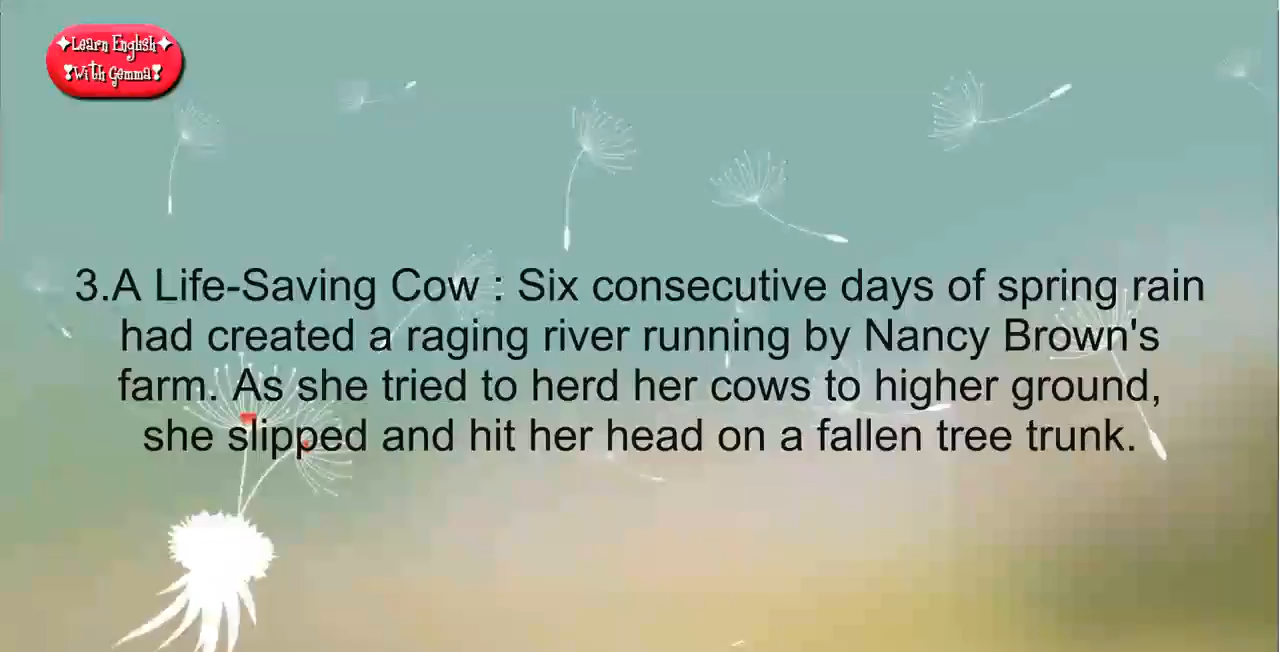 ✦Learn English✦
❣With Gemma❣
3.A Life-Saving Cow : Six consecutive days of spring rain
had created a raging river running by Nancy Brown's
farm. As she tried to herd her cows to higher ground,
she slipped and hit her head on a fallen tree trunk.